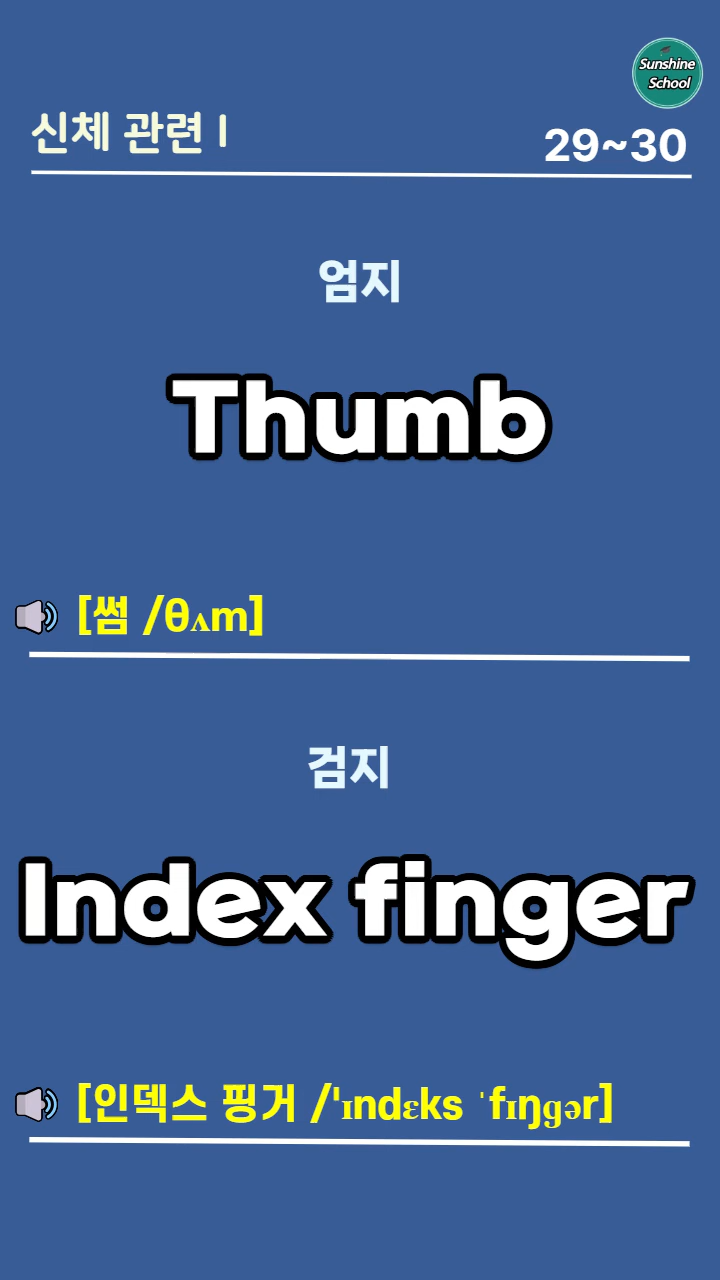 Sunshine
School
신체 관련 I
29~30
엄지
Thumb
[썸 /θʌm]
검지
Index finger
[인덱스 핑거 /ˈɪndɛks ˈfɪŋɡər]